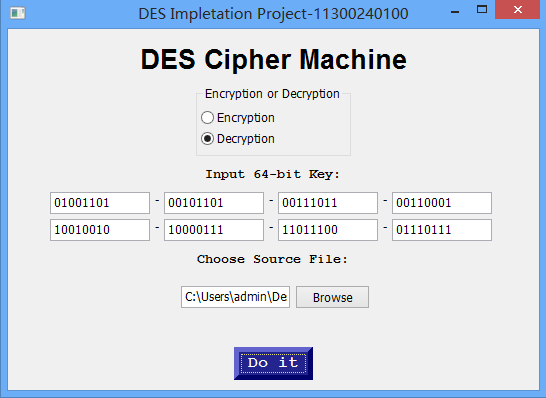 DES Impletation Project-11300240100
DES Cipher Machine
Encryption or Decryption
Encryption
Decryption
Input 64-bit Key:
01001101 - 00101101 - 00111011 - 00110001
10010010 - 10000111 - 11011100 - 01110111
Choose Source File:
C:\Users\admin\De Browse
Do it